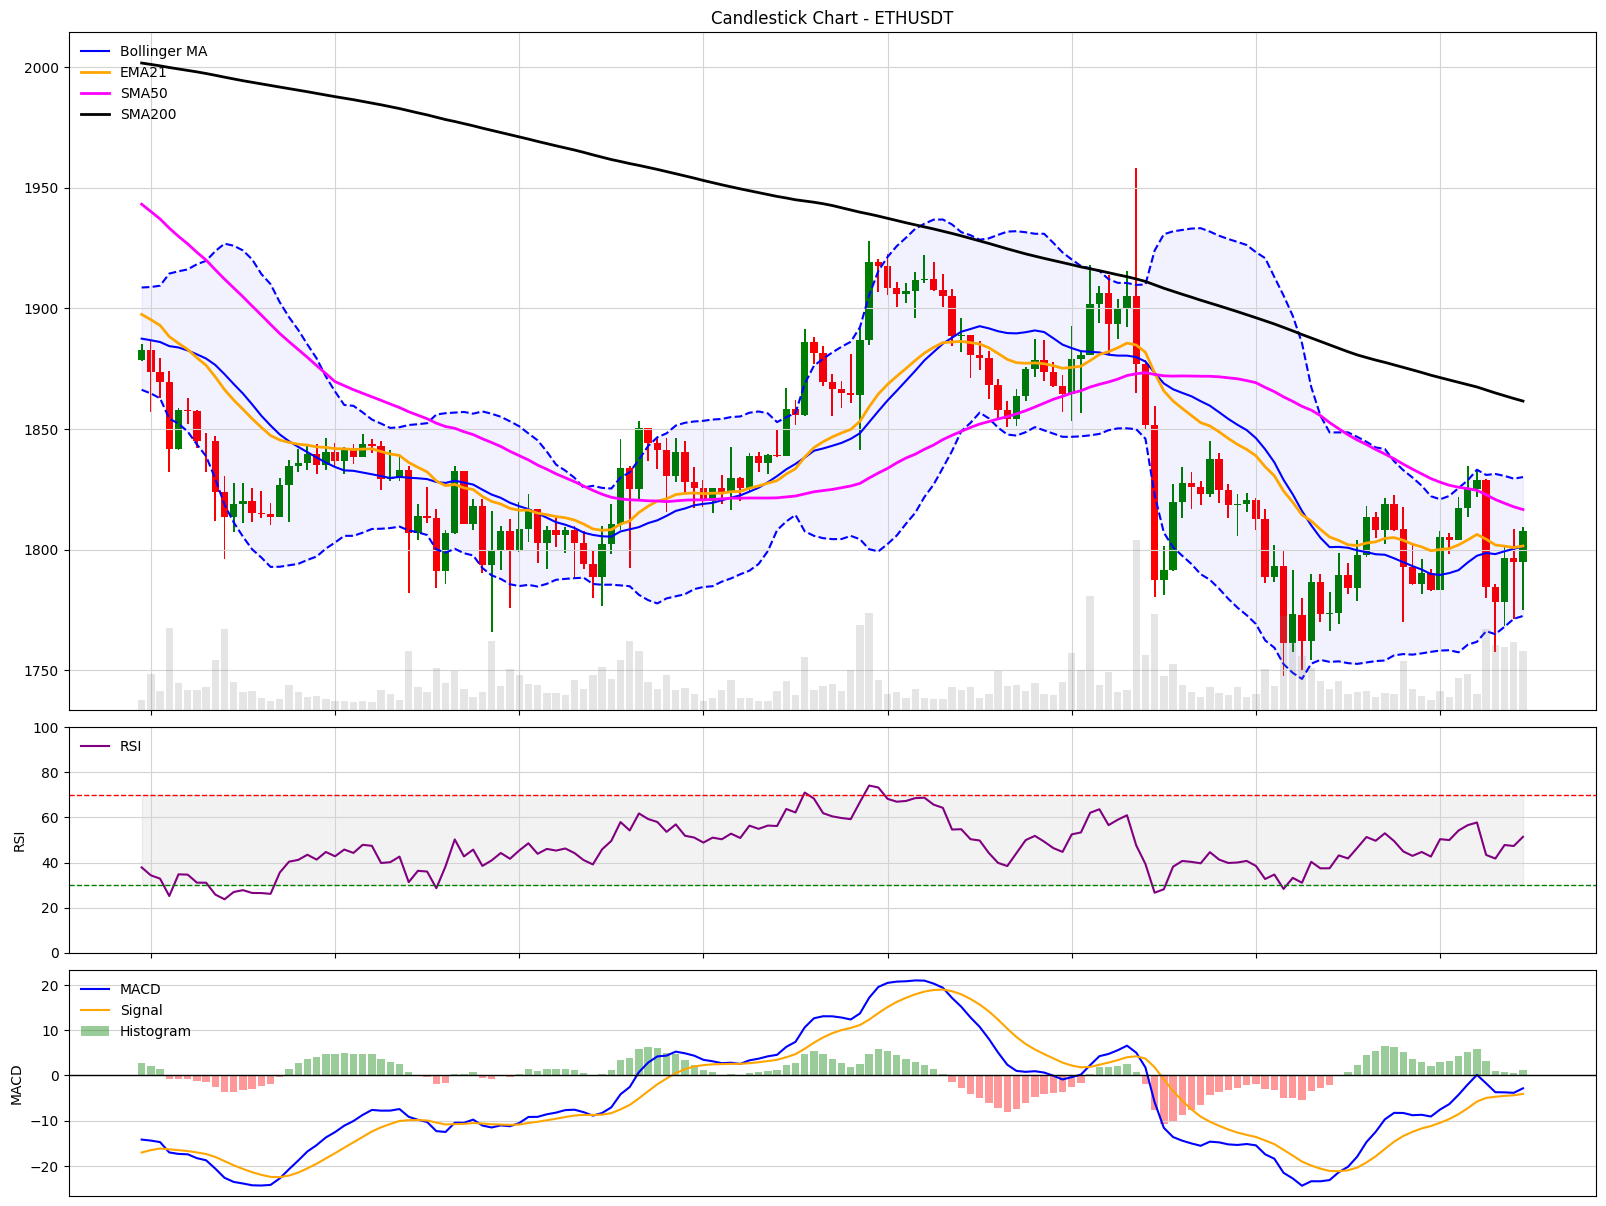 Candlestick Chart - ETHUSDT
Bollinger MA
EMA21
SMA50
SMA200
2000
1950
1900
1850
1800
1750
RSI
100
80
60
40
20
0
RSI
MACD
Signal
Histogram
20
10
0
−10
−20
MACD